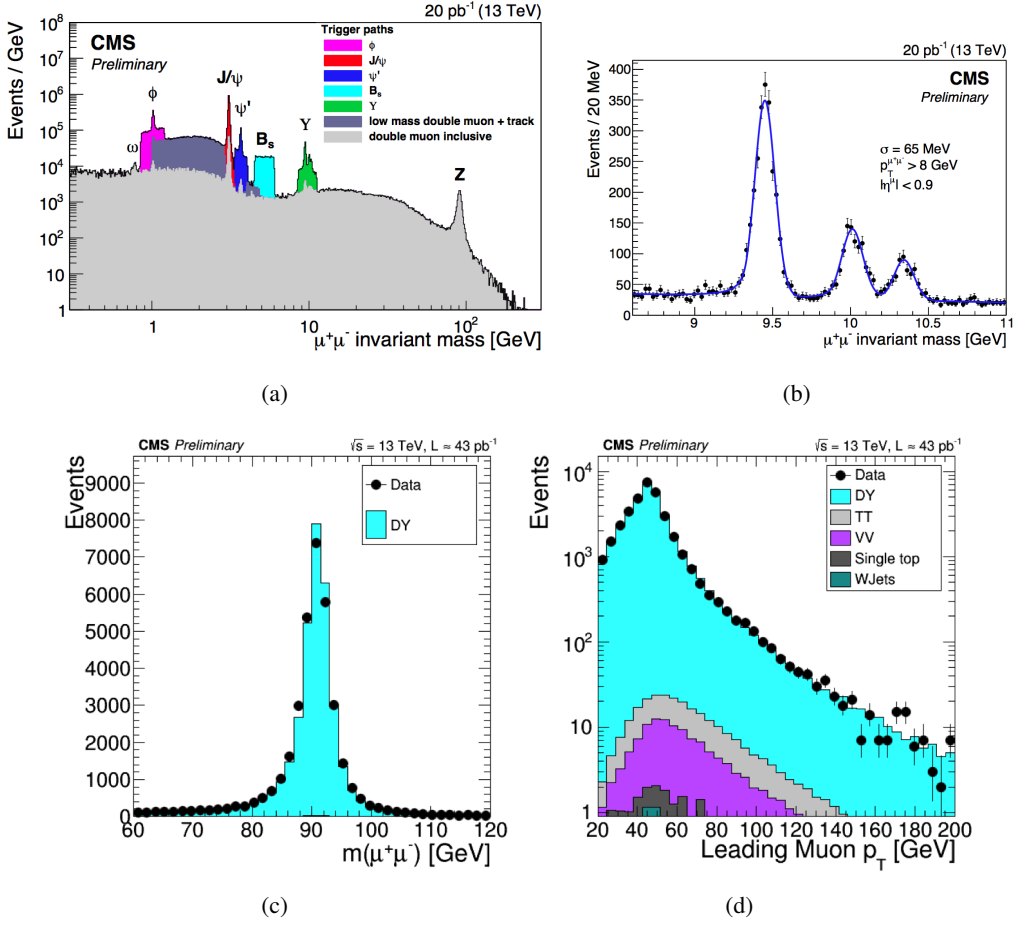 20 pb⁻¹ (13 TeV)
CMS
Preliminary
Trigger paths
ϕ
J/ψ
ψ'
Bₛ
ϒ
low mass double muon + track
double muon inclusive
ω
ϕ
J/ψ
ψ'
Bₛ
ϒ
Z
Events / GeV
10⁸
10⁷
10⁶
10⁵
10⁴
10³
10²
10
1
1 10 10²
μ⁺μ⁻ invariant mass [GeV]
(a)
20 pb⁻¹ (13 TeV)
CMS
Preliminary
σ = 65 MeV
p_T^μ⁺μ⁻ > 8 GeV
|η^μ| < 0.9
Events / 20 MeV
400
350
300
250
200
150
100
50
0
9 9.5 10 10.5 11
μ⁺μ⁻ invariant mass [GeV]
(b)
CMS Preliminary √s = 13 TeV, L ≈ 43 pb⁻¹
Data
DY
Events
9000
8000
7000
6000
5000
4000
3000
2000
1000
0
60 70 80 90 100 110 120
m(μ⁺μ⁻) [GeV]
(c)
CMS Preliminary √s = 13 TeV, L ≈ 43 pb⁻¹
Data
DY
TT
VV
Single top
WJets
Events
10⁴
10³
10²
10
1
20 40 60 80 100 120 140 160 180 200
Leading Muon p_T [GeV]
(d)